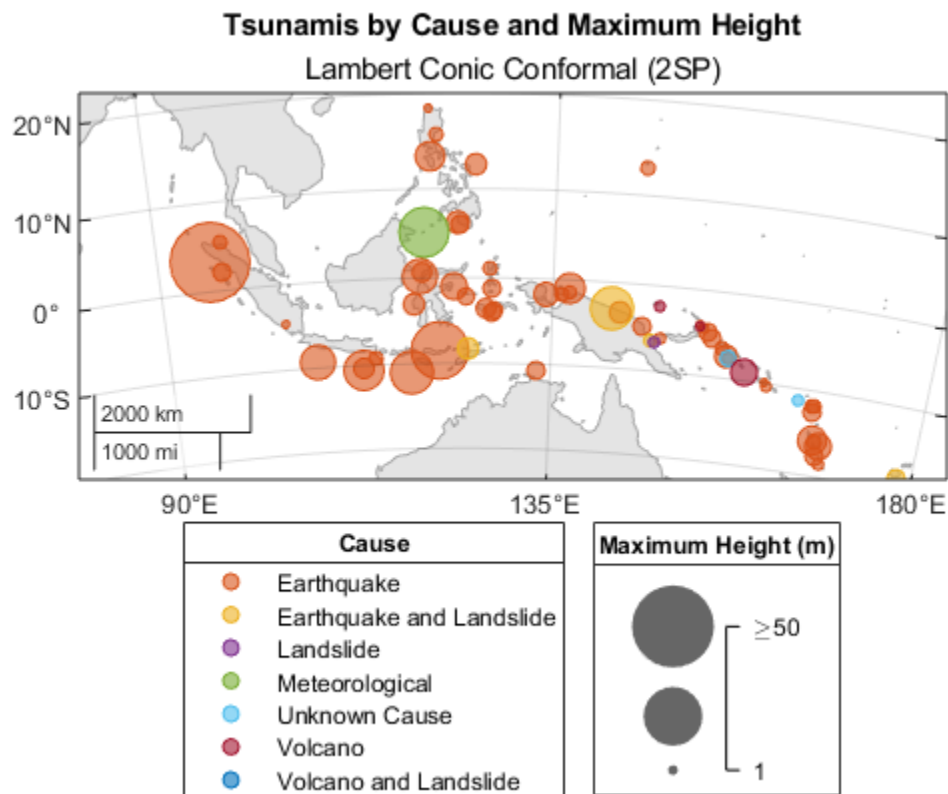 Tsunamis by Cause and Maximum Height
Lambert Conic Conformal (2SP)
20°N
10°N
0°
10°S
2000 km
1000 mi
90°E
135°E
180°E
Cause
Earthquake
Earthquake and Landslide
Landslide
Meteorological
Unknown Cause
Volcano
Volcano and Landslide
Maximum Height (m)
≥50
1